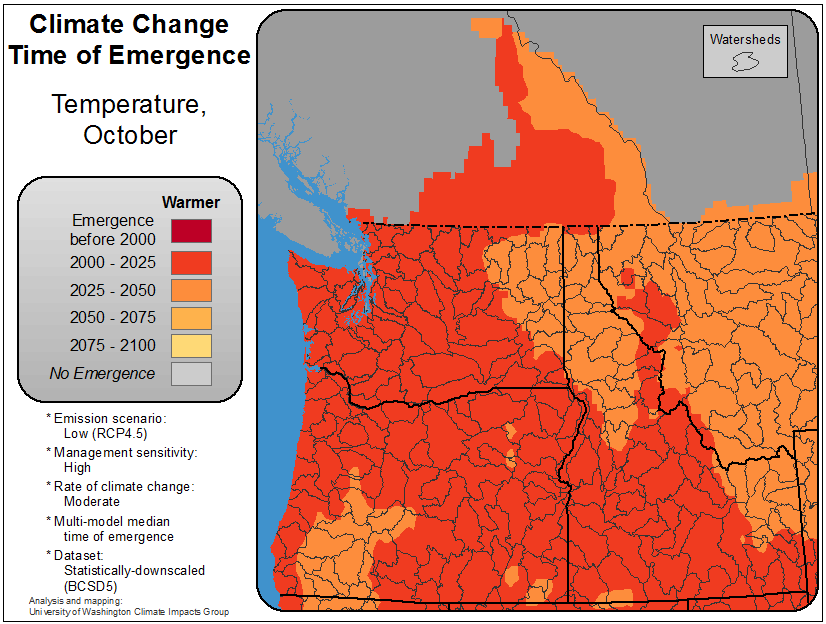 Climate Change
Time of Emergence
Temperature,
October
Warmer
Emergence
before 2000
2000 - 2025
2025 - 2050
2050 - 2075
2075 - 2100
No Emergence
* Emission scenario:
Low (RCP4.5)
* Management sensitivity:
High
* Rate of climate change:
Moderate
* Multi-model median
time of emergence
* Dataset:
Statistically-downscaled
(BCSD5)
Analysis and mapping:
University of Washington Climate Impacts Group
Watersheds